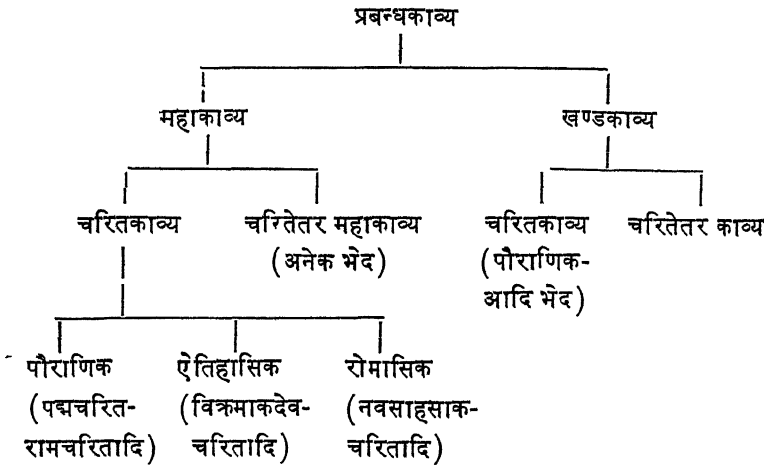 प्रबन्धकाव्य
महाकाव्य खण्डकाव्य
चरितकाव्य चरितेतर महाकाव्य चरितकाव्य चरितेतर काव्य
(अनेक भेद) (पौराणिक-
आदि भेद)
पौराणिक ऐतिहासिक रोमासिक
(पद्मचरित- (विक्रमाकदेव- (नवसाहसाक-
रामचरितादि) चरितादि) चरितादि)